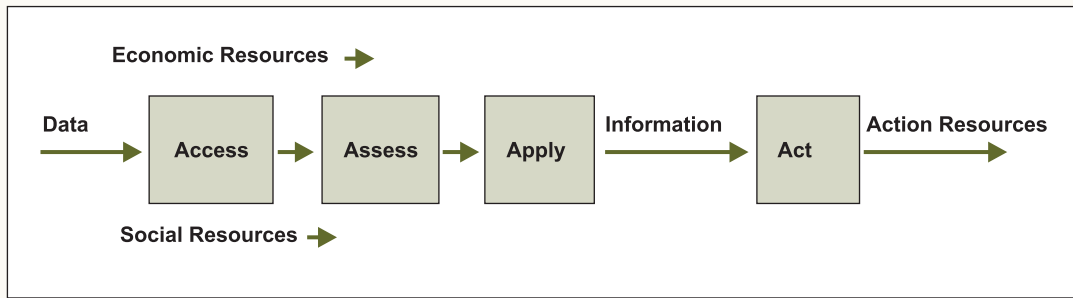 Economic Resources
Data
Access
Assess
Apply
Information
Act
Action Resources
Social Resources